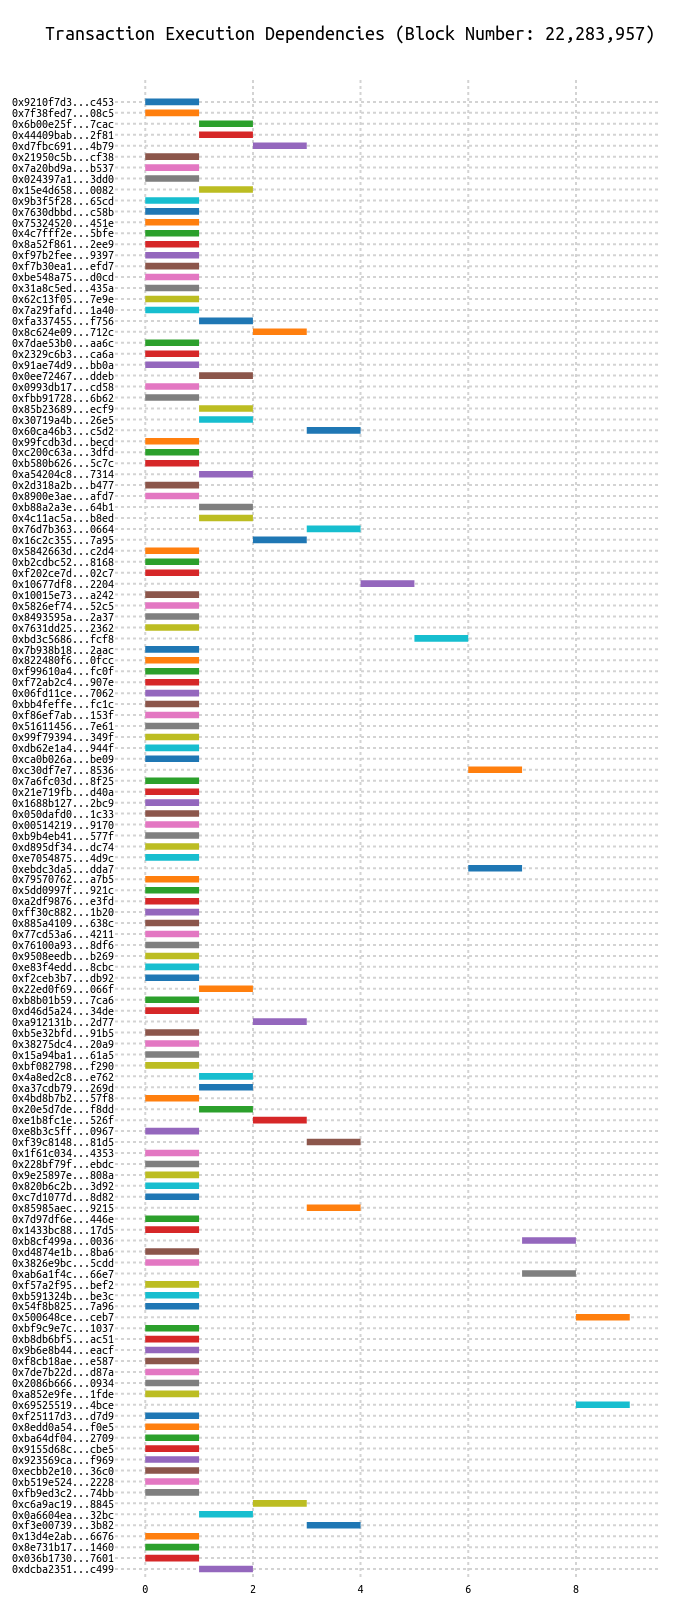 Transaction Execution Dependencies (Block Number: 22,283,957)
0x9210f7d3...c453
0x7f38fed7...08c5
0x6b00e25f...7cac
0x44409bab...2f81
0xd7fbc691...4b79
0x21950c5b...cf38
0x7a20bd9a...b537
0x024397a1...3dd0
0x15e4d658...0082
0x9b3f5f28...65cd
0x7630dbbd...c58b
0x75324520...451e
0x4c7fff2e...5bfe
0x8a52f861...2ee9
0xf97b2fee...9397
0xf7b30ea1...efd7
0xbe548a75...d0cd
0x31a8c5ed...435a
0x62c13f05...7e9e
0x7a29fafd...1a40
0xfa337455...f756
0x8c624e09...712c
0x7dae53b0...aa6c
0x2329c6b3...ca6a
0x91ae74d9...bb0a
0x0ee72467...ddeb
0x0993db17...cd58
0xfbb91728...6b62
0x85b23689...ecf9
0x30719a4b...26e5
0x60ca46b3...c5d2
0x99fcdb3d...becd
0xc200c63a...3dfd
0xb580b626...5c7c
0xa54204c8...7314
0x2d318a2b...b477
0x8900e3ae...afd7
0xb88a2a3e...64b1
0x4c11ac5a...b8ed
0x76d7b363...0664
0x16c2c355...7a95
0x5842663d...c2d4
0xb2cdbc52...8168
0xf202ce7d...02c7
0x10677df8...2204
0x10015e73...a242
0x5826ef74...52c5
0x8493595a...2a37
0x7631dd25...2362
0xbd3c5686...fcf8
0x7b938b18...2aac
0x822480f6...0fcc
0xf99610a4...fc0f
0xf72ab2c4...907e
0x06fd11ce...7062
0xbb4feffe...fc1c
0xf86ef7ab...153f
0x51611456...7e61
0x99f79394...349f
0xdb62e1a4...944f
0xca0b026a...be09
0xc30df7e7...8536
0x7a6fc03d...8f25
0x21e719fb...d40a
0x1688b127...2bc9
0x050dafd0...1c33
0x00514219...9170
0xb9b4eb41...577f
0xd895df34...dc74
0xe7054875...4d9c
0xebdc3da5...dda7
0x79570762...a7b5
0x5dd0997f...921c
0xa2df9876...e3fd
0xff30c882...1b20
0x885a4109...638c
0x77cd53a6...4211
0x76100a93...8df6
0x9508eedb...b269
0xe83f4edd...8cbc
0xf2ceb3b7...db92
0x22ed0f69...066f
0xb8b01b59...7ca6
0xd46d5a24...34de
0xa912131b...2d77
0xb5e32bfd...91b5
0x38275dc4...20a9
0x15a94ba1...61a5
0xbf082798...f290
0x4a8ed2c8...e762
0xa37cdb79...269d
0x4bd8b7b2...57f8
0x20e5d7de...f8dd
0xe1b8fc1e...526f
0xe8b3c5ff...0967
0xf39c8148...81d5
0x1f61c034...4353
0x228bf79f...ebdc
0x9e25897e...808a
0x820b6c2b...3d92
0xc7d1077d...8d82
0x85985aec...9215
0x7d97df6e...446e
0x1433bc88...17d5
0xb8cf499a...0036
0xd4874e1b...8ba6
0x3826e9bc...5cdd
0xab6a1f4c...66e7
0xf57a2f95...bef2
0xb591324b...be3c
0x54f8b825...7a96
0x500648ce...ceb7
0xbf9c9e7c...1037
0xb8db6bf5...ac51
0x9b6e8b44...eacf
0xf8cb18ae...e587
0x7de7b22d...d87a
0x2086b666...0934
0xa852e9fe...1fde
0x69525519...4bce
0xf25117d3...d7d9
0x8edd0a54...f0e5
0xba64df04...2709
0x9155d68c...cbe5
0x923569ca...f969
0xecbb2e10...36c0
0xb519e524...2228
0xfb9ed3c2...74bb
0xc6a9ac19...8845
0x0a6604ea...32bc
0xf3e00739...3b82
0x13d4e2ab...6676
0x8e731b17...1460
0x036b1730...7601
0xdcba2351...c499
0 2 4 6 8